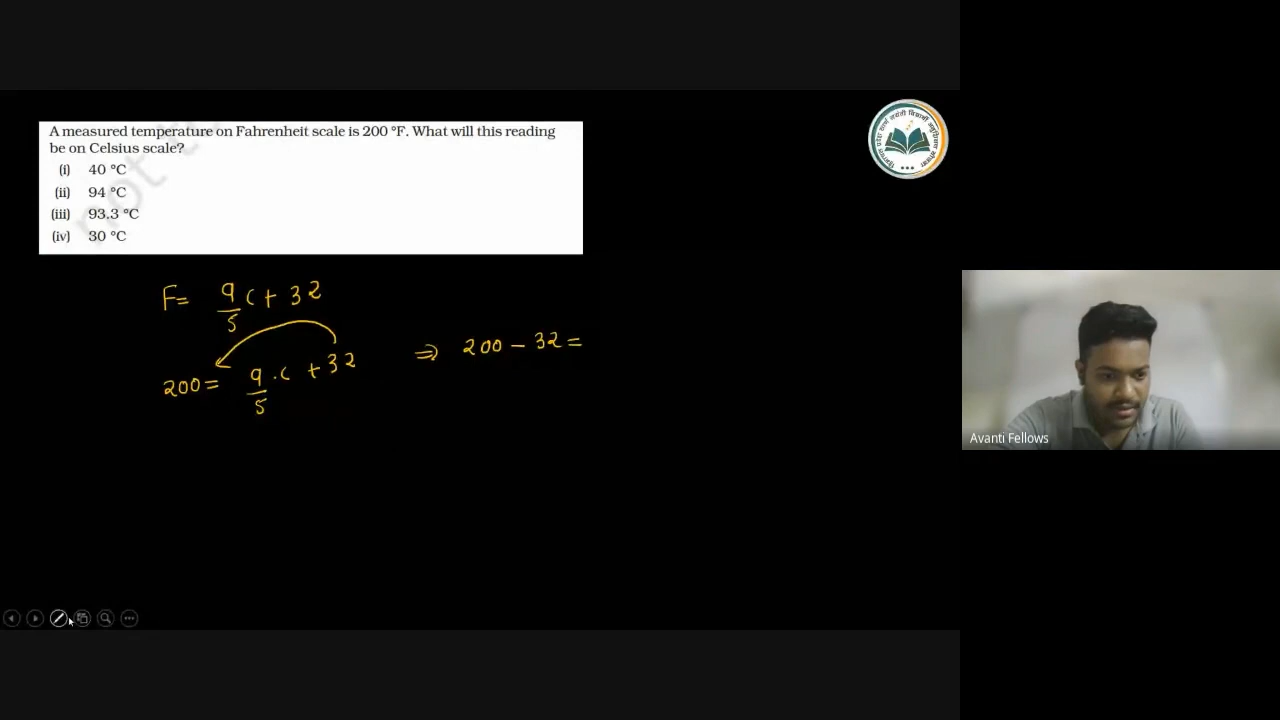 A measured temperature on Fahrenheit scale is 200 °F. What will this reading
be on Celsius scale?
(i) 40 °C
(ii) 94 °C
(iii) 93.3 °C
(iv) 30 °C
F = 9/5 C + 32
200 = 9/5 · C + 32 ⇒ 200 - 32 =
Avanti Fellows